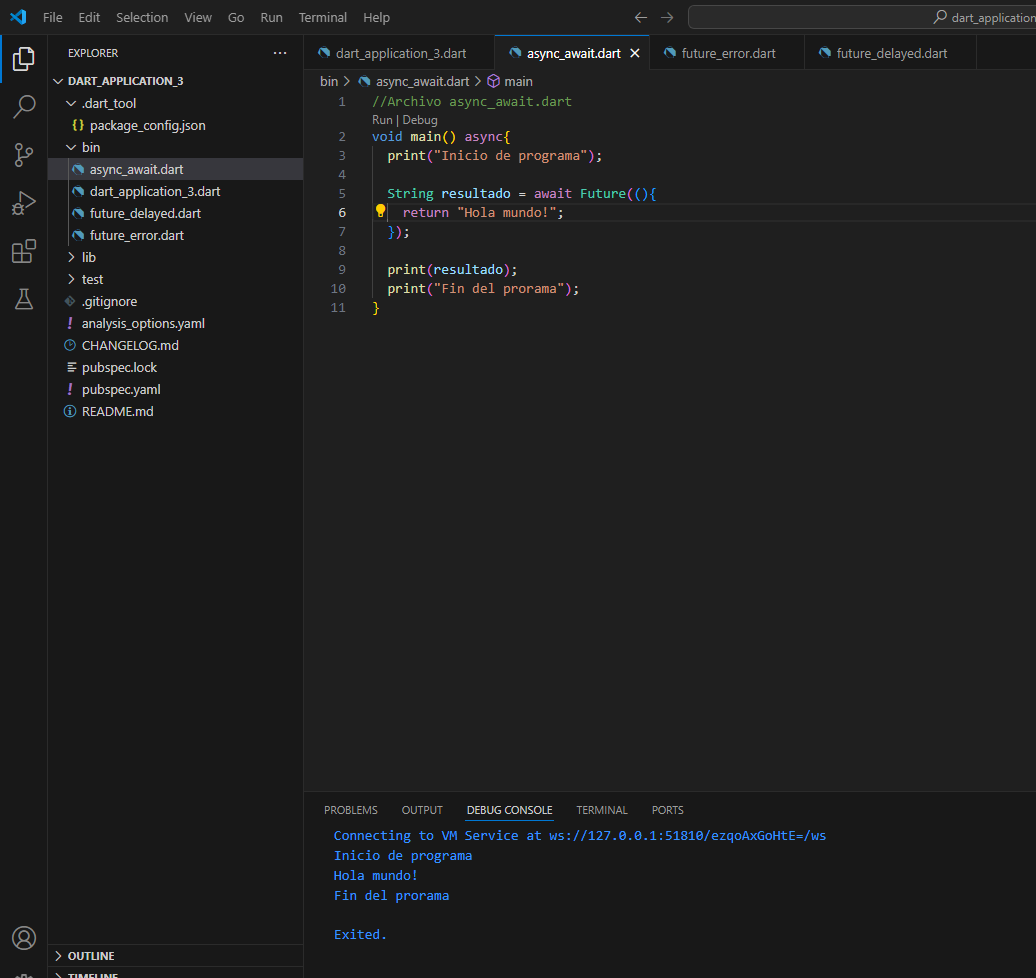 File Edit Selection View Go Run Terminal Help
dart_application
EXPLORER
DART_APPLICATION_3
.dart_tool
{} package_config.json
bin
async_await.dart
dart_application_3.dart
future_delayed.dart
future_error.dart
lib
test
.gitignore
! analysis_options.yaml
CHANGELOG.md
pubspec.lock
! pubspec.yaml
README.md
OUTLINE
TIMELINE
dart_application_3.dart async_await.dart future_error.dart future_delayed.dart
bin > async_await.dart > main
1 //Archivo async_await.dart
Run | Debug
2 void main() async{
3 print("Inicio de programa");
4
5 String resultado = await Future((){
6 return "Hola mundo!";
7 });
8
9 print(resultado);
10 print("Fin del prorama");
11 }
PROBLEMS OUTPUT DEBUG CONSOLE TERMINAL PORTS
Connecting to VM Service at ws://127.0.0.1:51810/ezqoAxGoHtE=/ws
Inicio de programa
Hola mundo!
Fin del prorama
Exited.